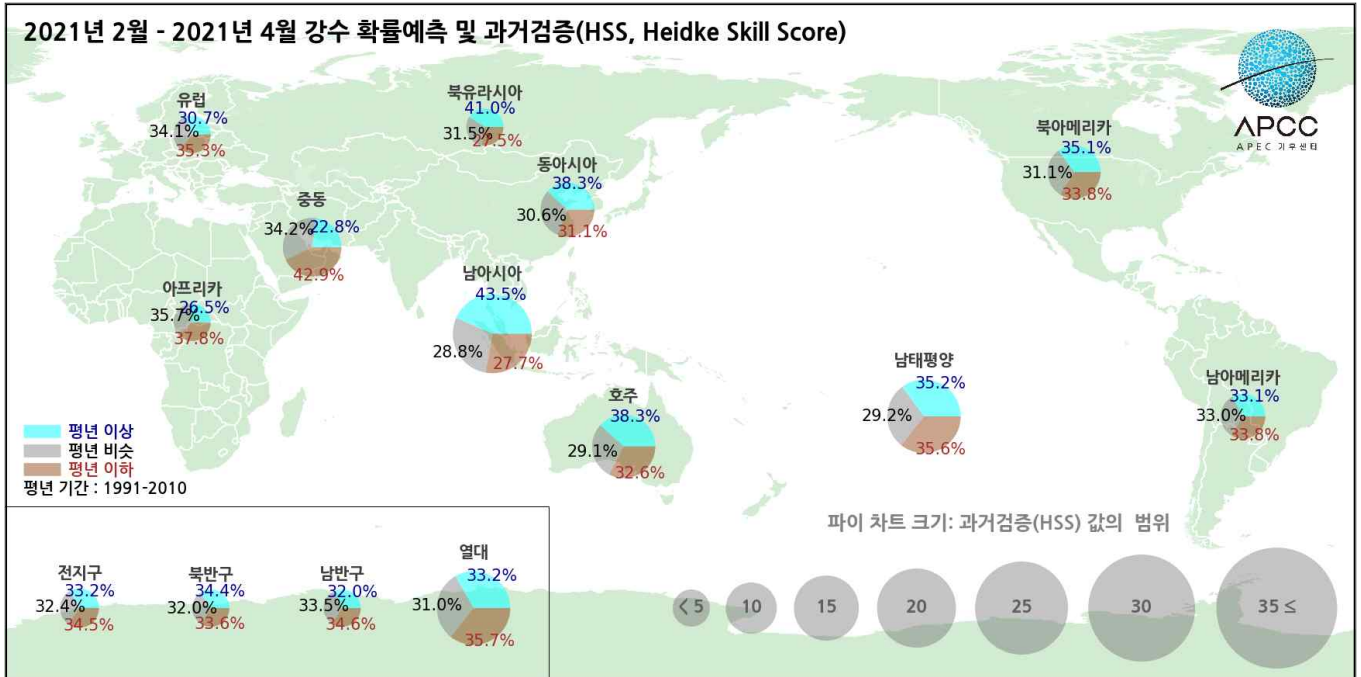 2021년 2월 - 2021년 4월 강수 확률예측 및 과거검증(HSS, Heidke Skill Score)
APCC
APEC 기후센터
유럽
30.7%
34.1%
35.3%
북유라시아
41.0%
31.5%
27.5%
동아시아
38.3%
30.6%
31.1%
북아메리카
35.1%
31.1%
33.8%
중동
34.2%
22.8%
42.9%
아프리카
26.5%
35.7%
37.8%
남아시아
43.5%
28.8%
27.7%
호주
38.3%
29.1%
32.6%
남태평양
35.2%
29.2%
35.6%
남아메리카
33.1%
33.0%
33.8%
평년 이상
평년 비슷
평년 이하
평년 기간 : 1991-2010
전지구
33.2%
32.4%
34.5%
북반구
34.4%
32.0%
33.6%
남반구
32.0%
33.5%
34.6%
열대
33.2%
31.0%
35.7%
파이 차트 크기: 과거검증(HSS) 값의 범위
< 5
10
15
20
25
30
35 ≤